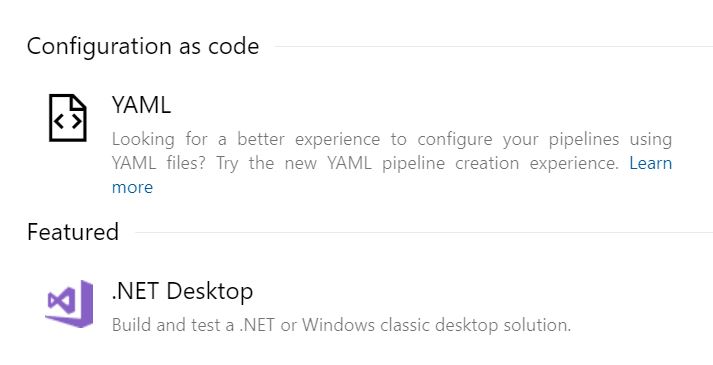 Configuration as code
YAML
Looking for a better experience to configure your pipelines using
YAML files? Try the new YAML pipeline creation experience. Learn
more
Featured
.NET Desktop
Build and test a .NET or Windows classic desktop solution.